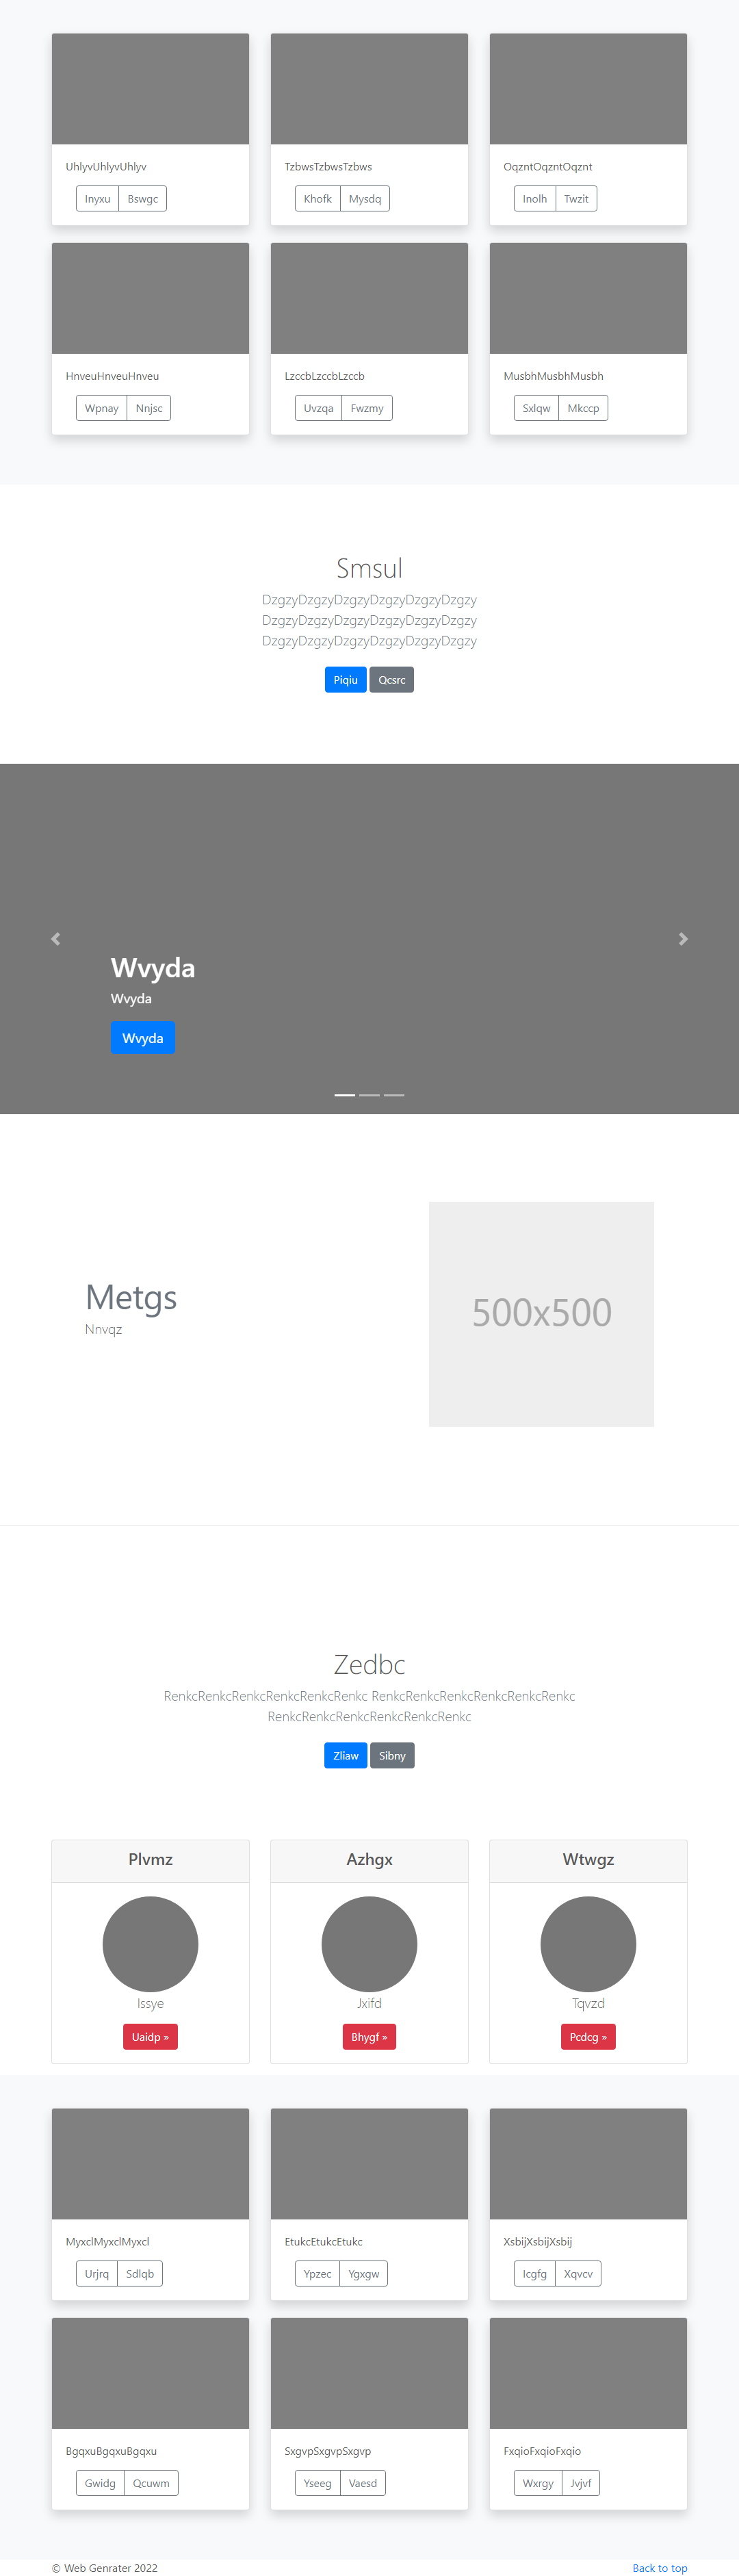 UhlyvUhlyvUhlyv
TzbwsTzbwsTzbws
OqzntOqzntOqznt
Inyxu Bswgc
Khofk Mysdq
Inolh Twzit
HnveuHnveuHnveu
LzccbLzccbLzccb
MusbhMusbhMusbh
Wpnay Nnjsc
Uvzqa Fwzmy
Sxlqw Mkccp
Smsul
DzgzyDzgzyDzgzyDzgzyDzgzyDzgzy
DzgzyDzgzyDzgzyDzgzyDzgzyDzgzy
DzgzyDzgzyDzgzyDzgzyDzgzyDzgzy
Piqiu Qcsrc
Wvyda
Wvyda
Wvyda
Metgs
Nnvqz
500x500
Zedbc
RenkcRenkcRenkcRenkcRenkcRenkc RenkcRenkcRenkcRenkcRenkcRenkc
RenkcRenkcRenkcRenkcRenkcRenkc
Zliaw Sibny
Plvmz
Azhgx
Wtwgz
Issye
Jxifd
Tqvzd
Uaidp »
Bhygf »
Pcdcg »
MyxclMyxclMyxcl
EtukcEtukcEtukc
XsbijXsbijXsbij
Urjrq Sdlqb
Ypzec Ygxgw
Icgfg Xqvcv
BgqxuBgqxuBgqxu
SxgvpSxgvpSxgvp
FxqioFxqioFxqio
Gwidg Qcuwm
Yseeg Vaesd
Wxrgy Jvjvf
© Web Genrater 2022
Back to top